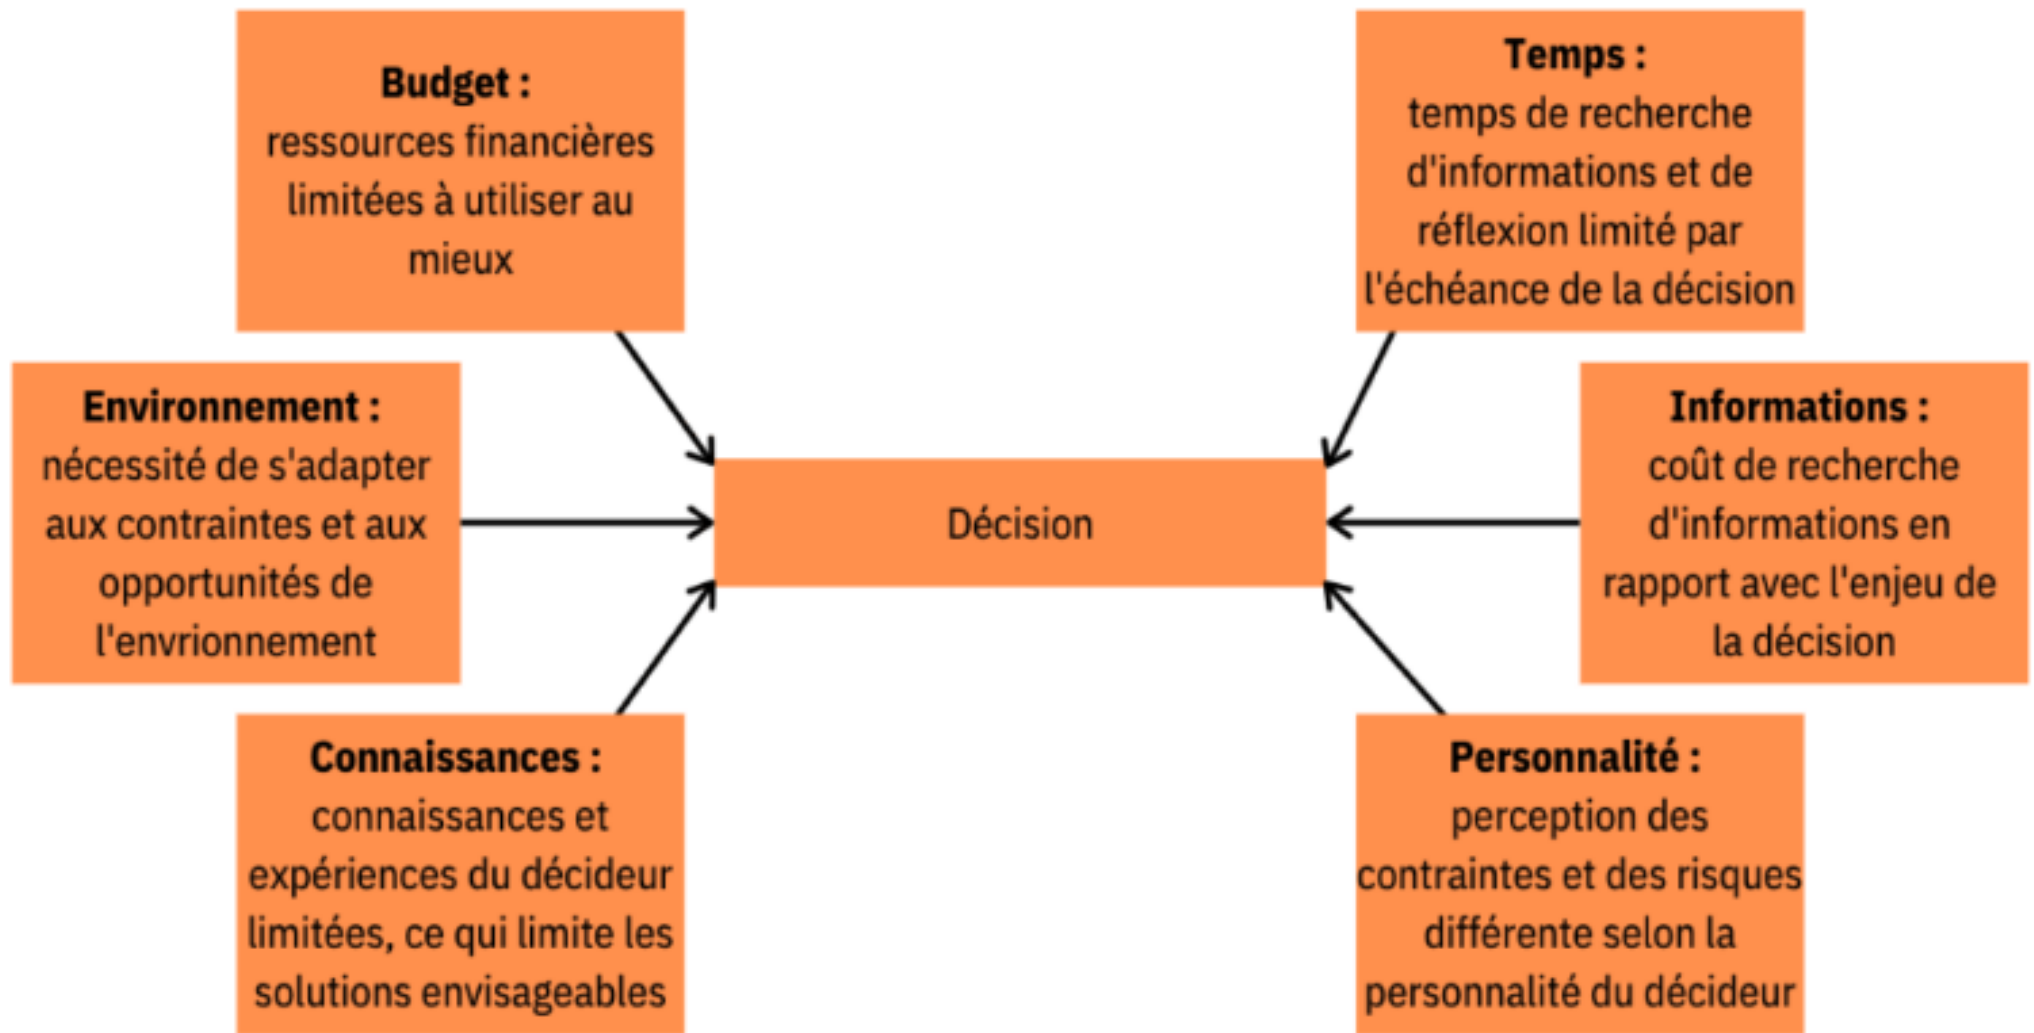 Budget :
ressources financières
limitées à utiliser au
mieux
Temps :
temps de recherche
d'informations et de
réflexion limité par
l'échéance de la décision
Environnement :
nécessité de s'adapter
aux contraintes et aux
opportunités de
l'envrionnement
Décision
Informations :
coût de recherche
d'informations en
rapport avec l'enjeu de
la décision
Connaissances :
connaissances et
expériences du décideur
limitées, ce qui limite les
solutions envisageables
Personnalité :
perception des
contraintes et des risques
différente selon la
personnalité du décideur